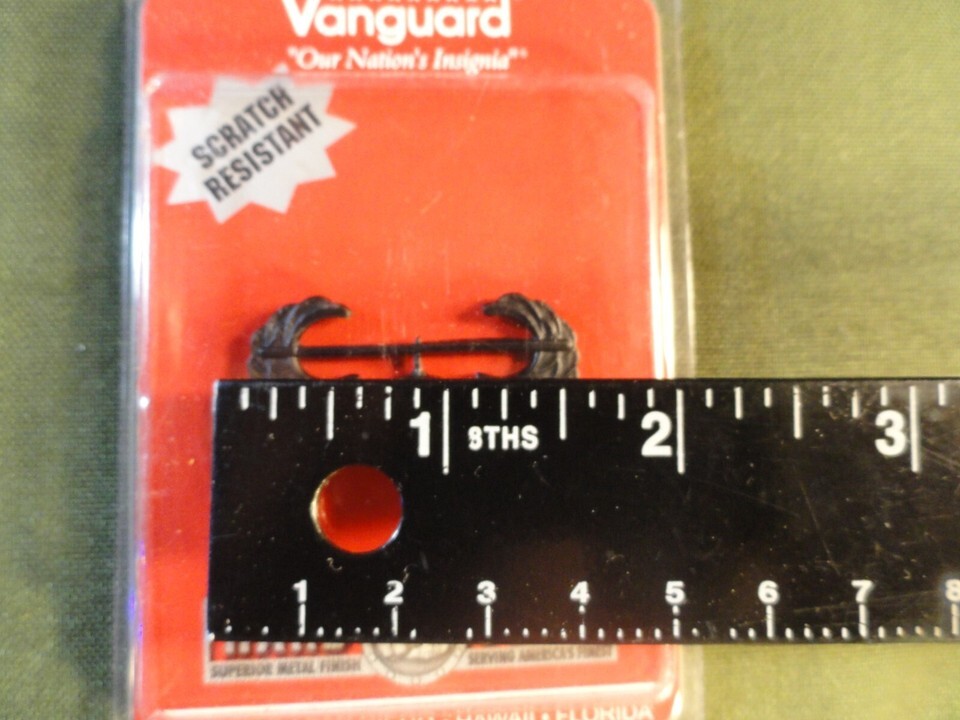 Vanguard
"Our Nation's Insignia"®
SCRATCH
RESISTANT
1 8THS 2 3
1 2 3 4 5 6 7 8
SUPERIOR METAL FINISH
SERVING AMERICA'S FINEST
HAWAII • FLORIDA